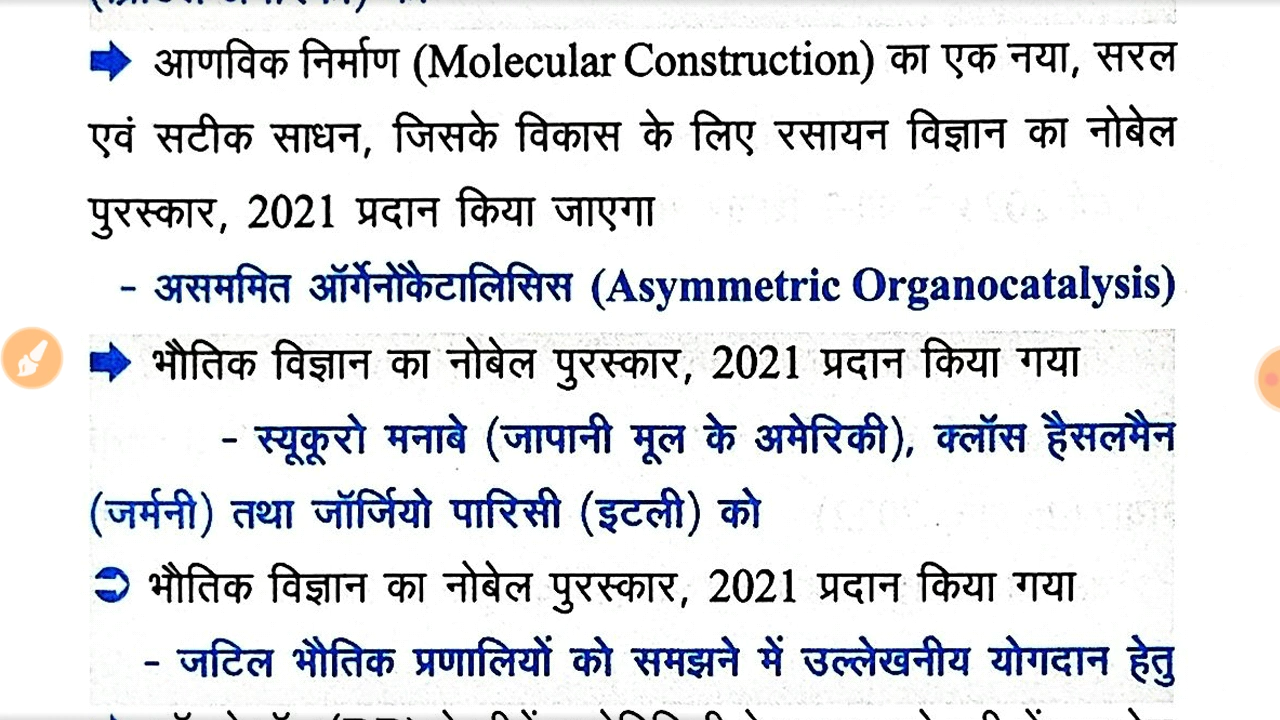 आणविक निर्माण (Molecular Construction) का एक नया, सरल
एवं सटीक साधन, जिसके विकास के लिए रसायन विज्ञान का नोबेल
पुरस्कार, 2021 प्रदान किया जाएगा
- असममित ऑर्गेनोकैटालिसिस (Asymmetric Organocatalysis)
भौतिक विज्ञान का नोबेल पुरस्कार, 2021 प्रदान किया गया
- स्यूकूरो मनाबे (जापानी मूल के अमेरिकी), क्लॉस हैसलमैन
(जर्मनी) तथा जॉर्जियो पारिसी (इटली) को
भौतिक विज्ञान का नोबेल पुरस्कार, 2021 प्रदान किया गया
- जटिल भौतिक प्रणालियों को समझने में उल्लेखनीय योगदान हेतु